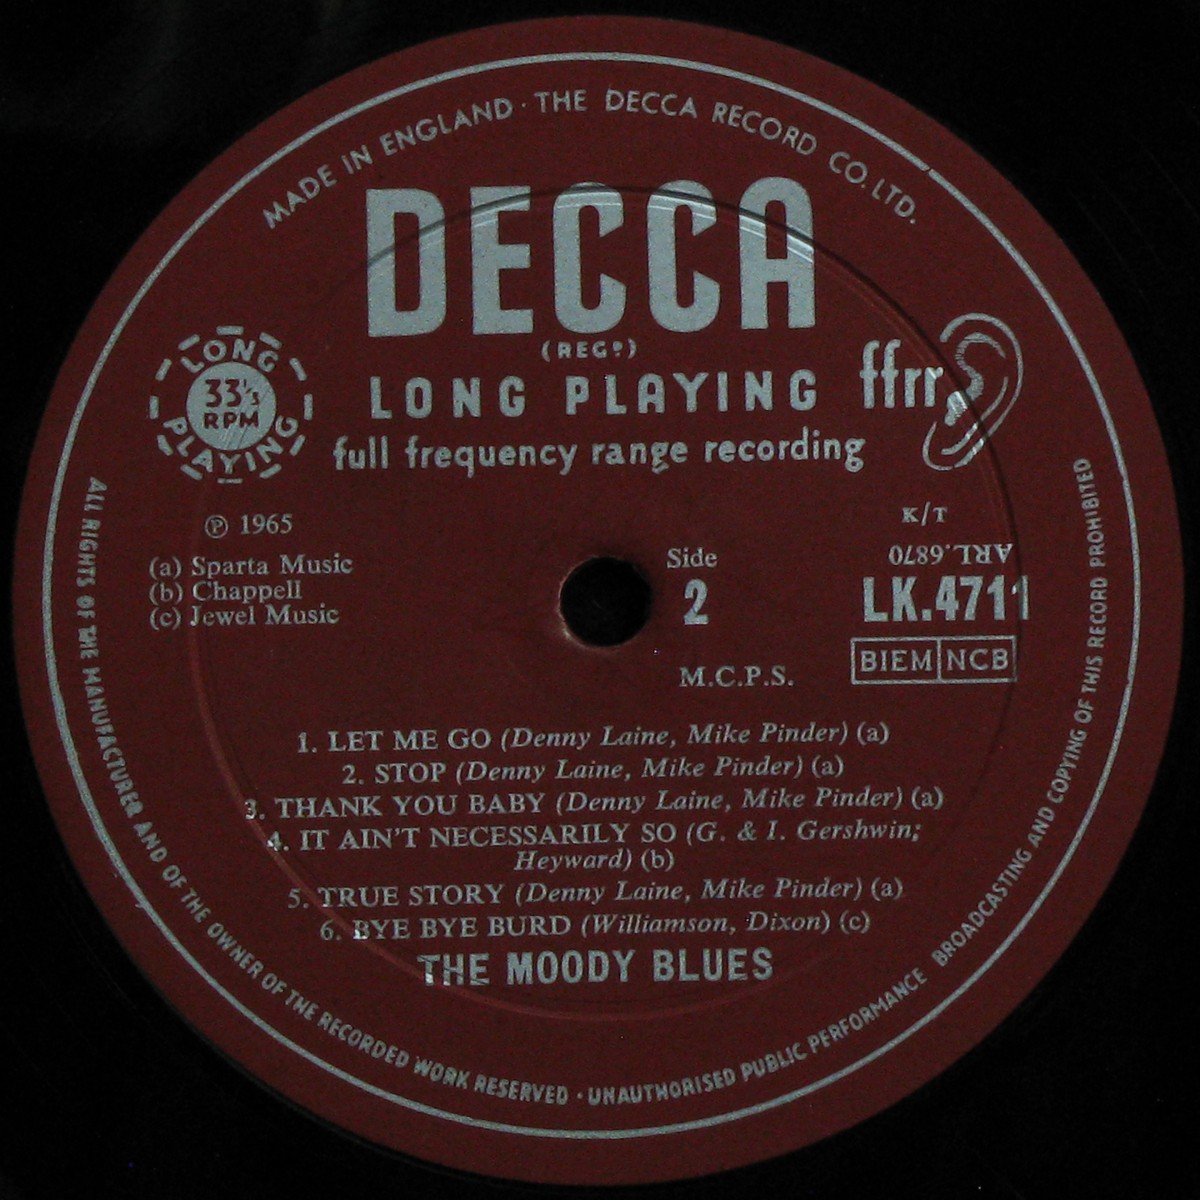 MADE IN ENGLAND · THE DECCA RECORD CO. LTD.
DECCA
(REGD)
LONG PLAYING
full frequency range recording
ffrr
LONG
33⅓
RPM
PLAYING
℗ 1965
(a) Sparta Music
(b) Chappell
(c) Jewel Music
Side
2
M.C.P.S.
K/T
ARL.6870
LK.4711
BIEM NCB
1. LET ME GO (Denny Laine, Mike Pinder) (a)
2. STOP (Denny Laine, Mike Pinder) (a)
3. THANK YOU BABY (Denny Laine, Mike Pinder) (a)
4. IT AIN'T NECESSARILY SO (G. & I. Gershwin;
Heyward) (b)
5. TRUE STORY (Denny Laine, Mike Pinder) (a)
6. BYE BYE BURD (Williamson, Dixon) (c)
THE MOODY BLUES
ALL RIGHTS OF THE MANUFACTURER AND OF THE OWNER OF THE RECORDED WORK RESERVED · UNAUTHORISED PUBLIC PERFORMANCE BROADCASTING AND COPYING OF THIS RECORD PROHIBITED